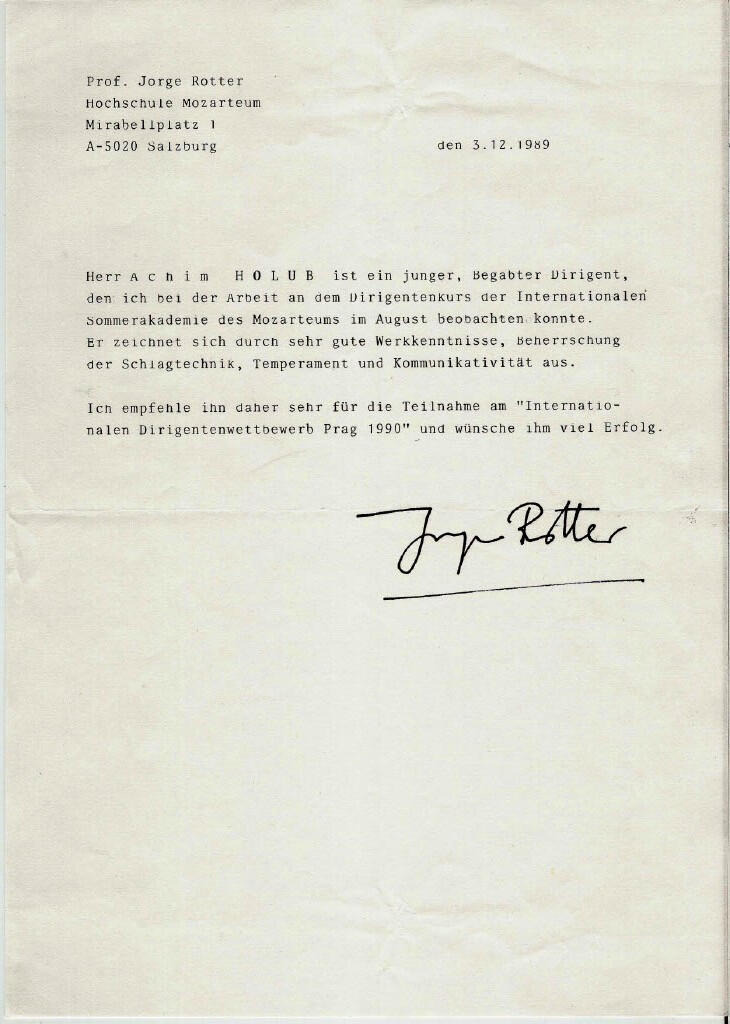 Prof. Jorge Rotter
Hochschule Mozarteum
Mirabellplatz 1
A-5020 Salzburg
den 3.12.1989
Herr A c h i m H O L U B ist ein junger, Begabter Dirigent,
den ich bei der Arbeit an dem Dirigentenkurs der Internationalen
Sommerakademie des Mozarteums im August beobachten konnte.
Er zeichnet sich durch sehr gute Werkkenntnisse, Beherrschung
der Schlagtechnik, Temperament und Kommunikativität aus.
Ich empfehle ihn daher sehr für die Teilnahme am "Internatio-
nalen Dirigentenwettbewerb Prag 1990" und wünsche ihm viel Erfolg.
Jorge Rotter